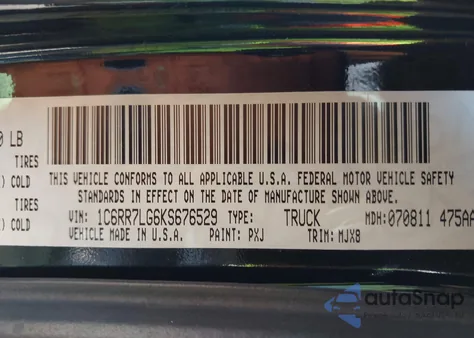 0 LB
TIRES
) COLD
TIRES
) COLD
THIS VEHICLE CONFORMS TO ALL APPLICABLE U.S.A. FEDERAL MOTOR VEHICLE SAFETY
STANDARDS IN EFFECT ON THE DATE OF MANUFACTURE SHOWN ABOVE.
VIN: 1C6RR7LG6KS676529 TYPE: TRUCK MDH: 070811 475AA
VEHICLE MADE IN U.S.A. PAINT: PXJ TRIM: MJX8
autoSnap